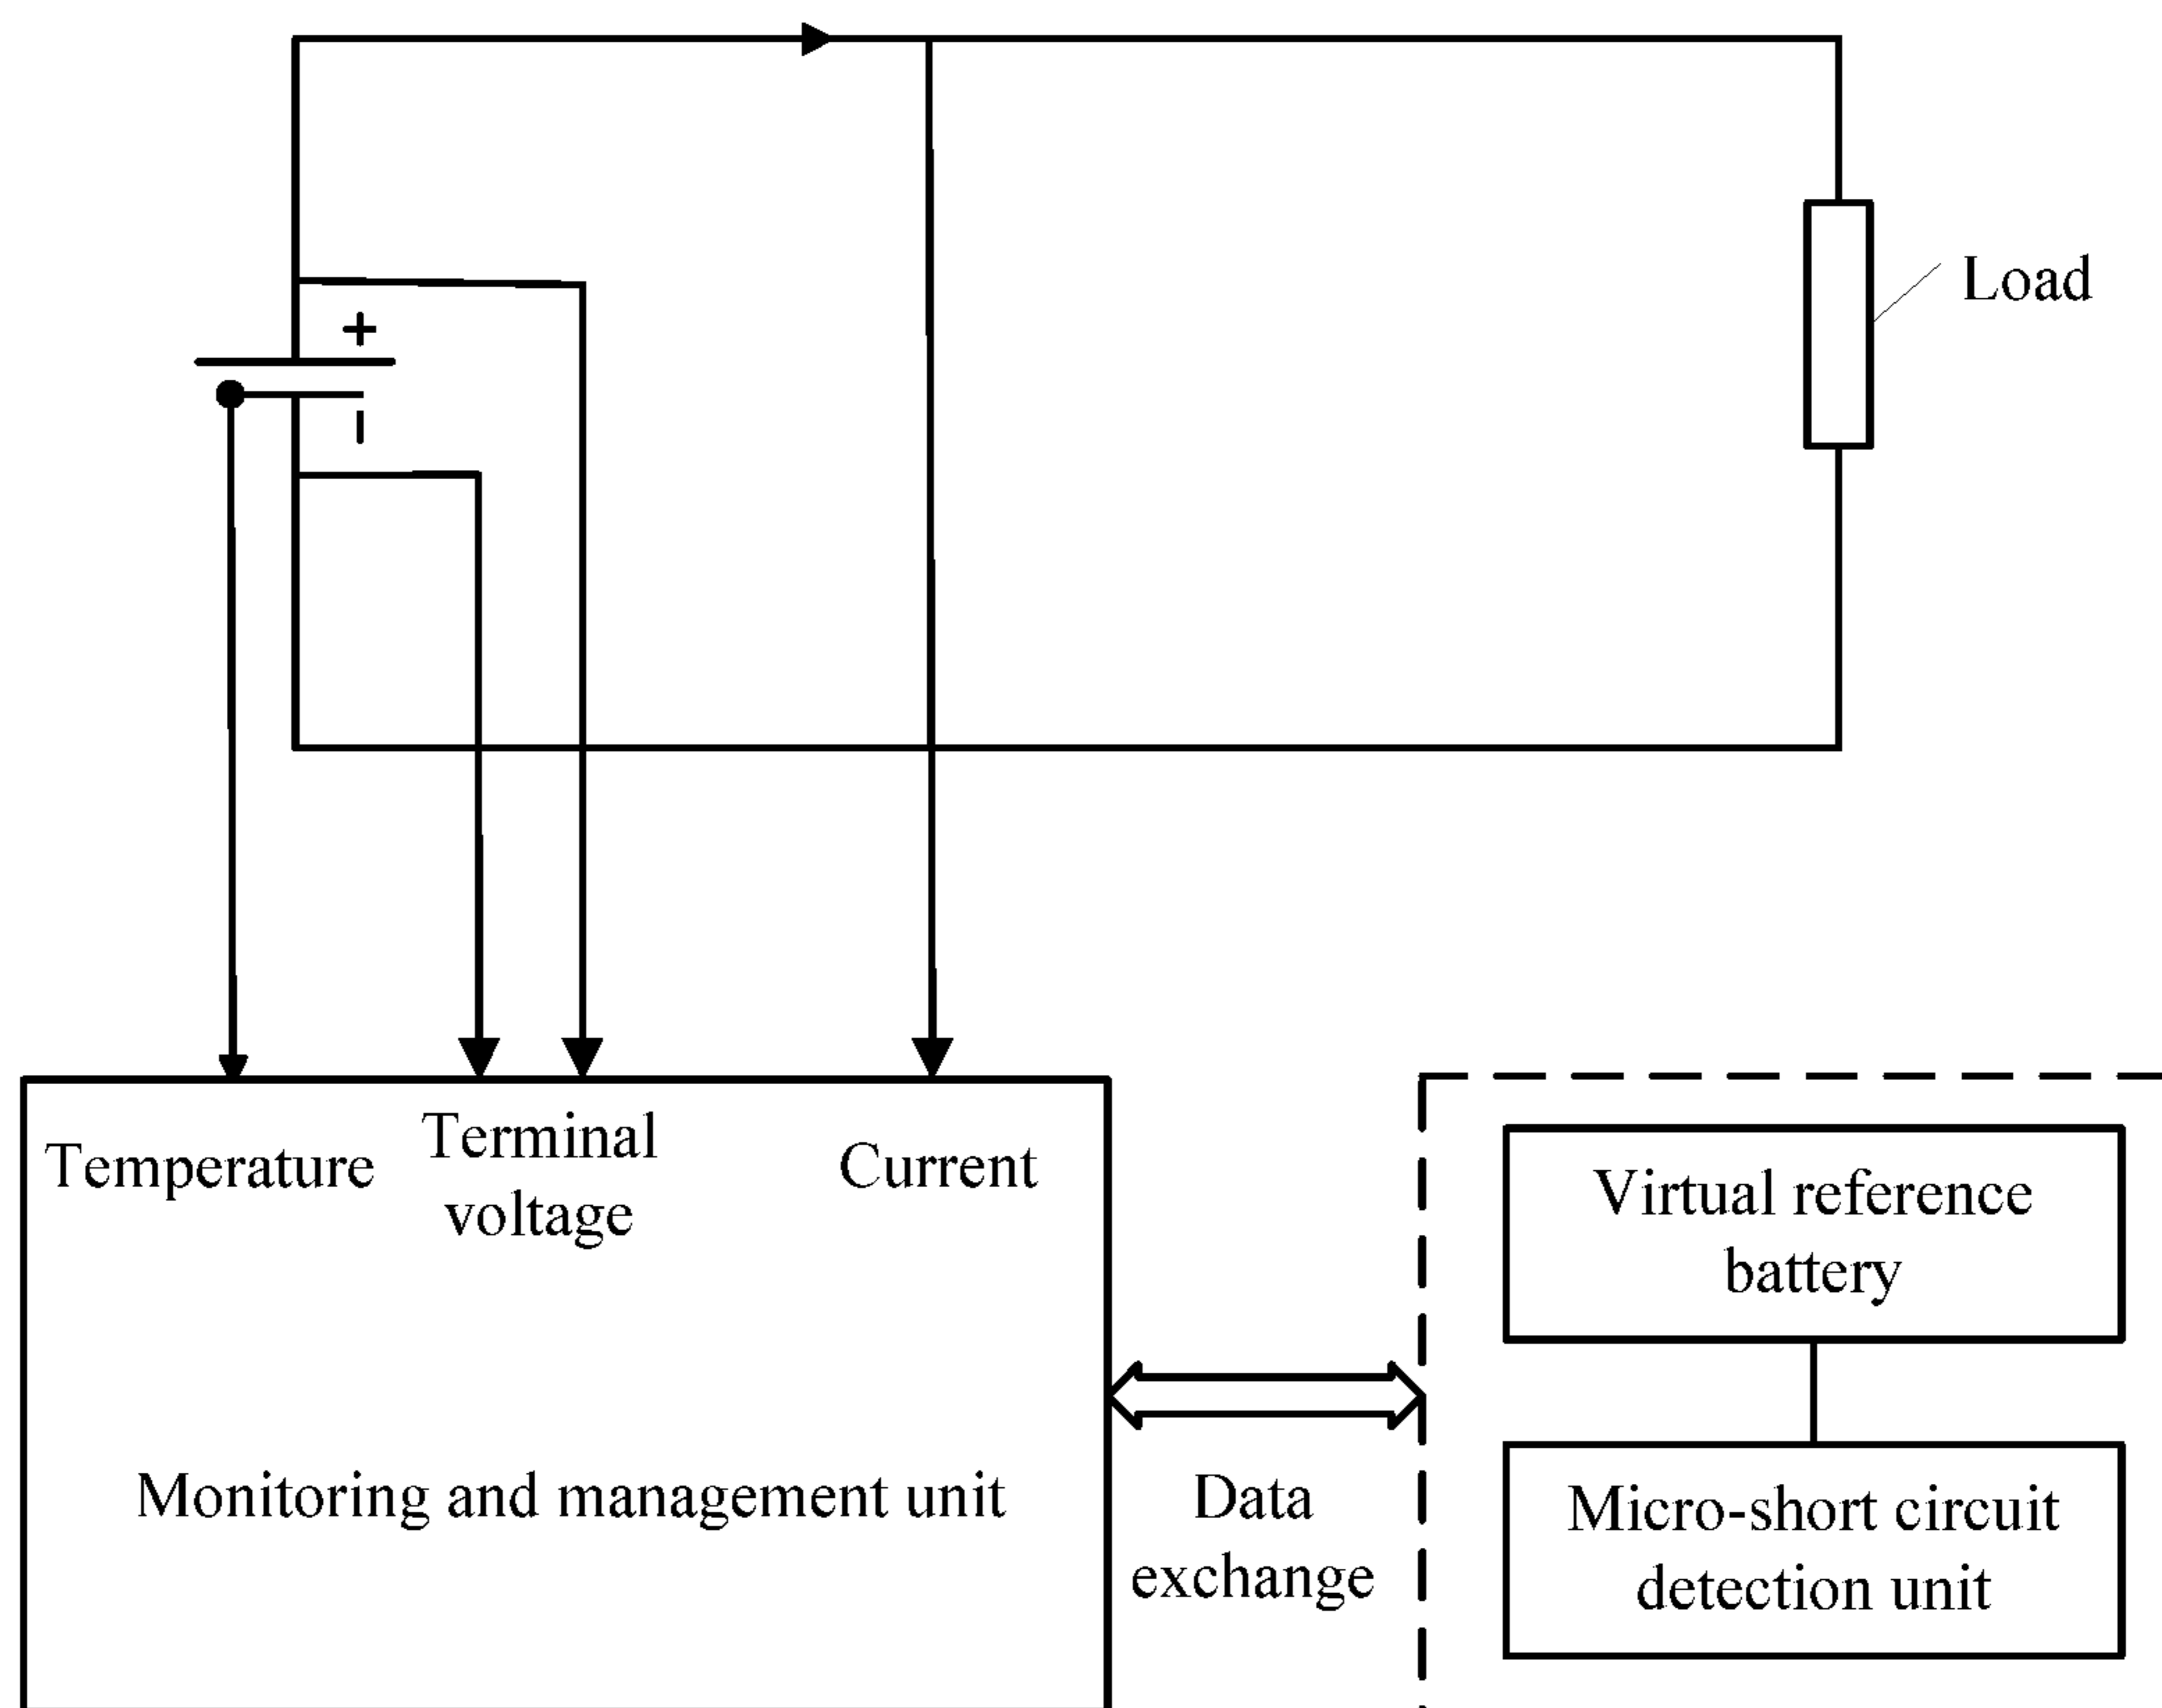 +
Load
−
Temperature
Terminal
voltage
Current
Virtual reference
battery
Monitoring and management unit
Data
exchange
Micro-short circuit
detection unit